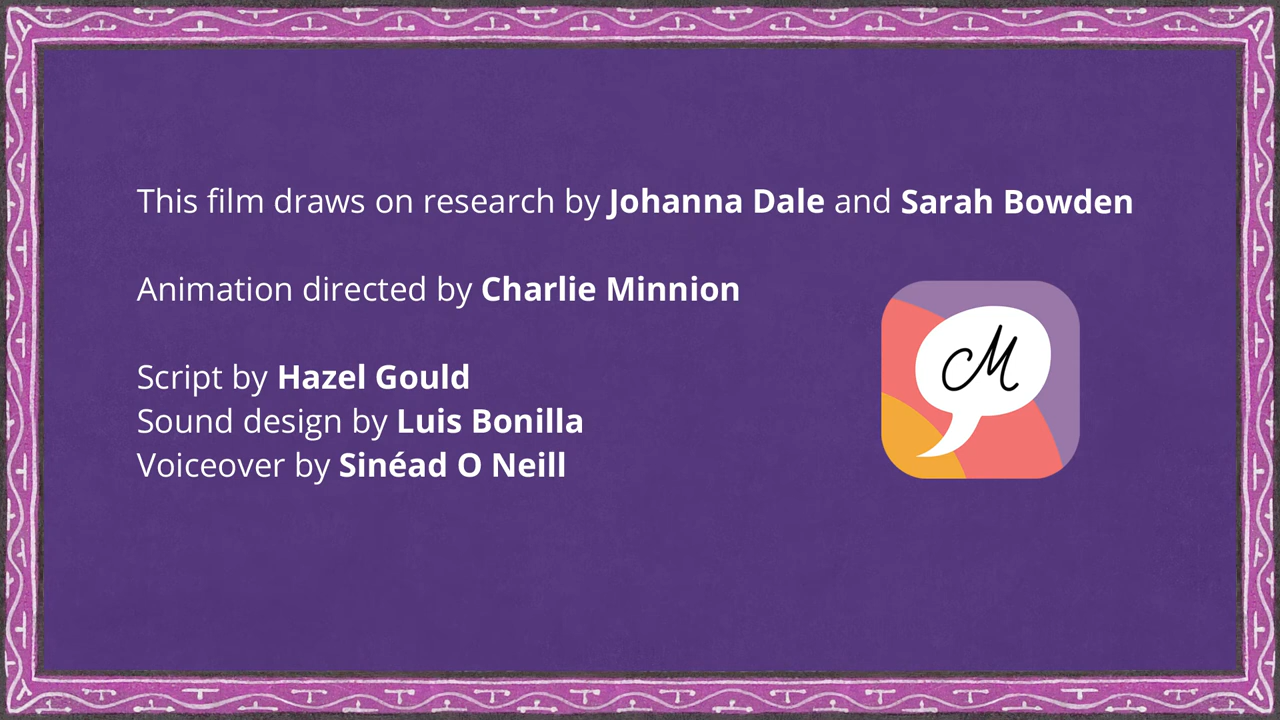 This film draws on research by Johanna Dale and Sarah Bowden
Animation directed by Charlie Minnion
M
Script by Hazel Gould
Sound design by Luis Bonilla
Voiceover by Sinéad O Neill